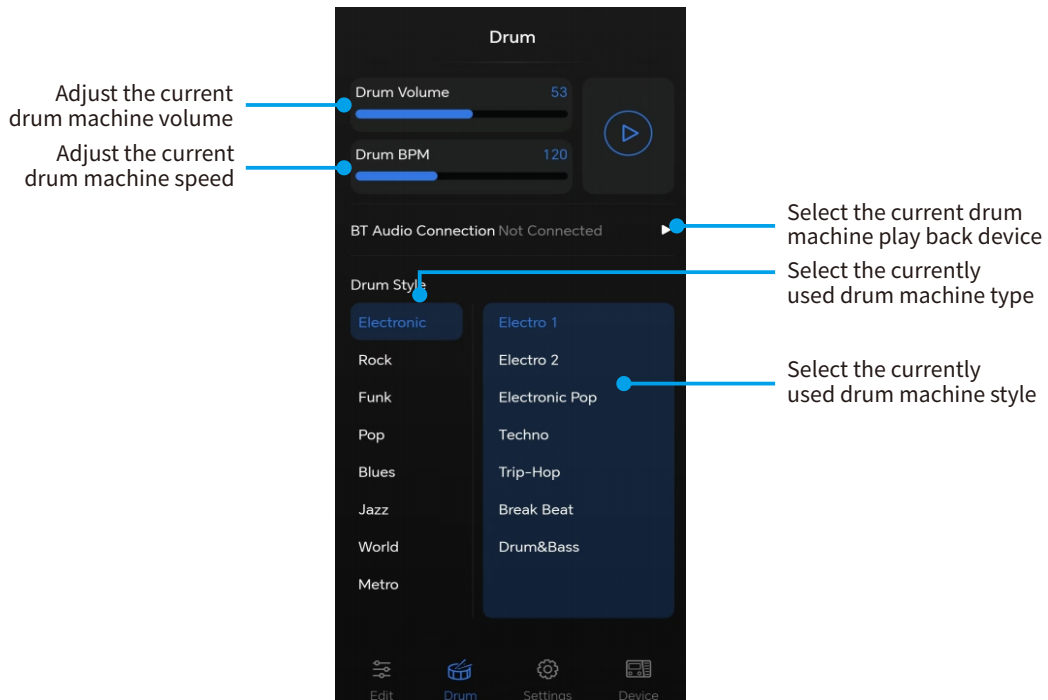 Drum
Adjust the current
drum machine volume
Drum Volume 53
Adjust the current
drum machine speed
Drum BPM 120
BT Audio Connection Not Connected
Select the current drum
machine play back device
Drum Style
Select the currently
used drum machine type
Electronic
Rock
Funk
Pop
Blues
Jazz
World
Metro
Electro 1
Electro 2
Electronic Pop
Techno
Trip-Hop
Break Beat
Drum&Bass
Select the currently
used drum machine style
Edit Drum Settings Device